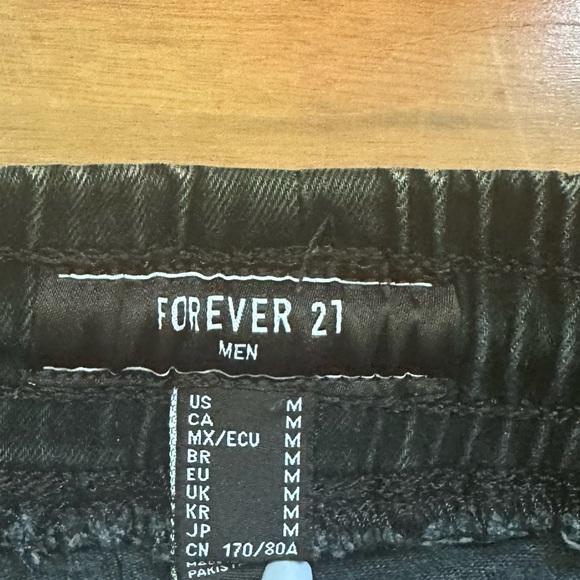 FOREVER 21
MEN
US M
CA M
MX/ECU M
BR M
EU M
UK M
KR M
JP M
CN 170/80A